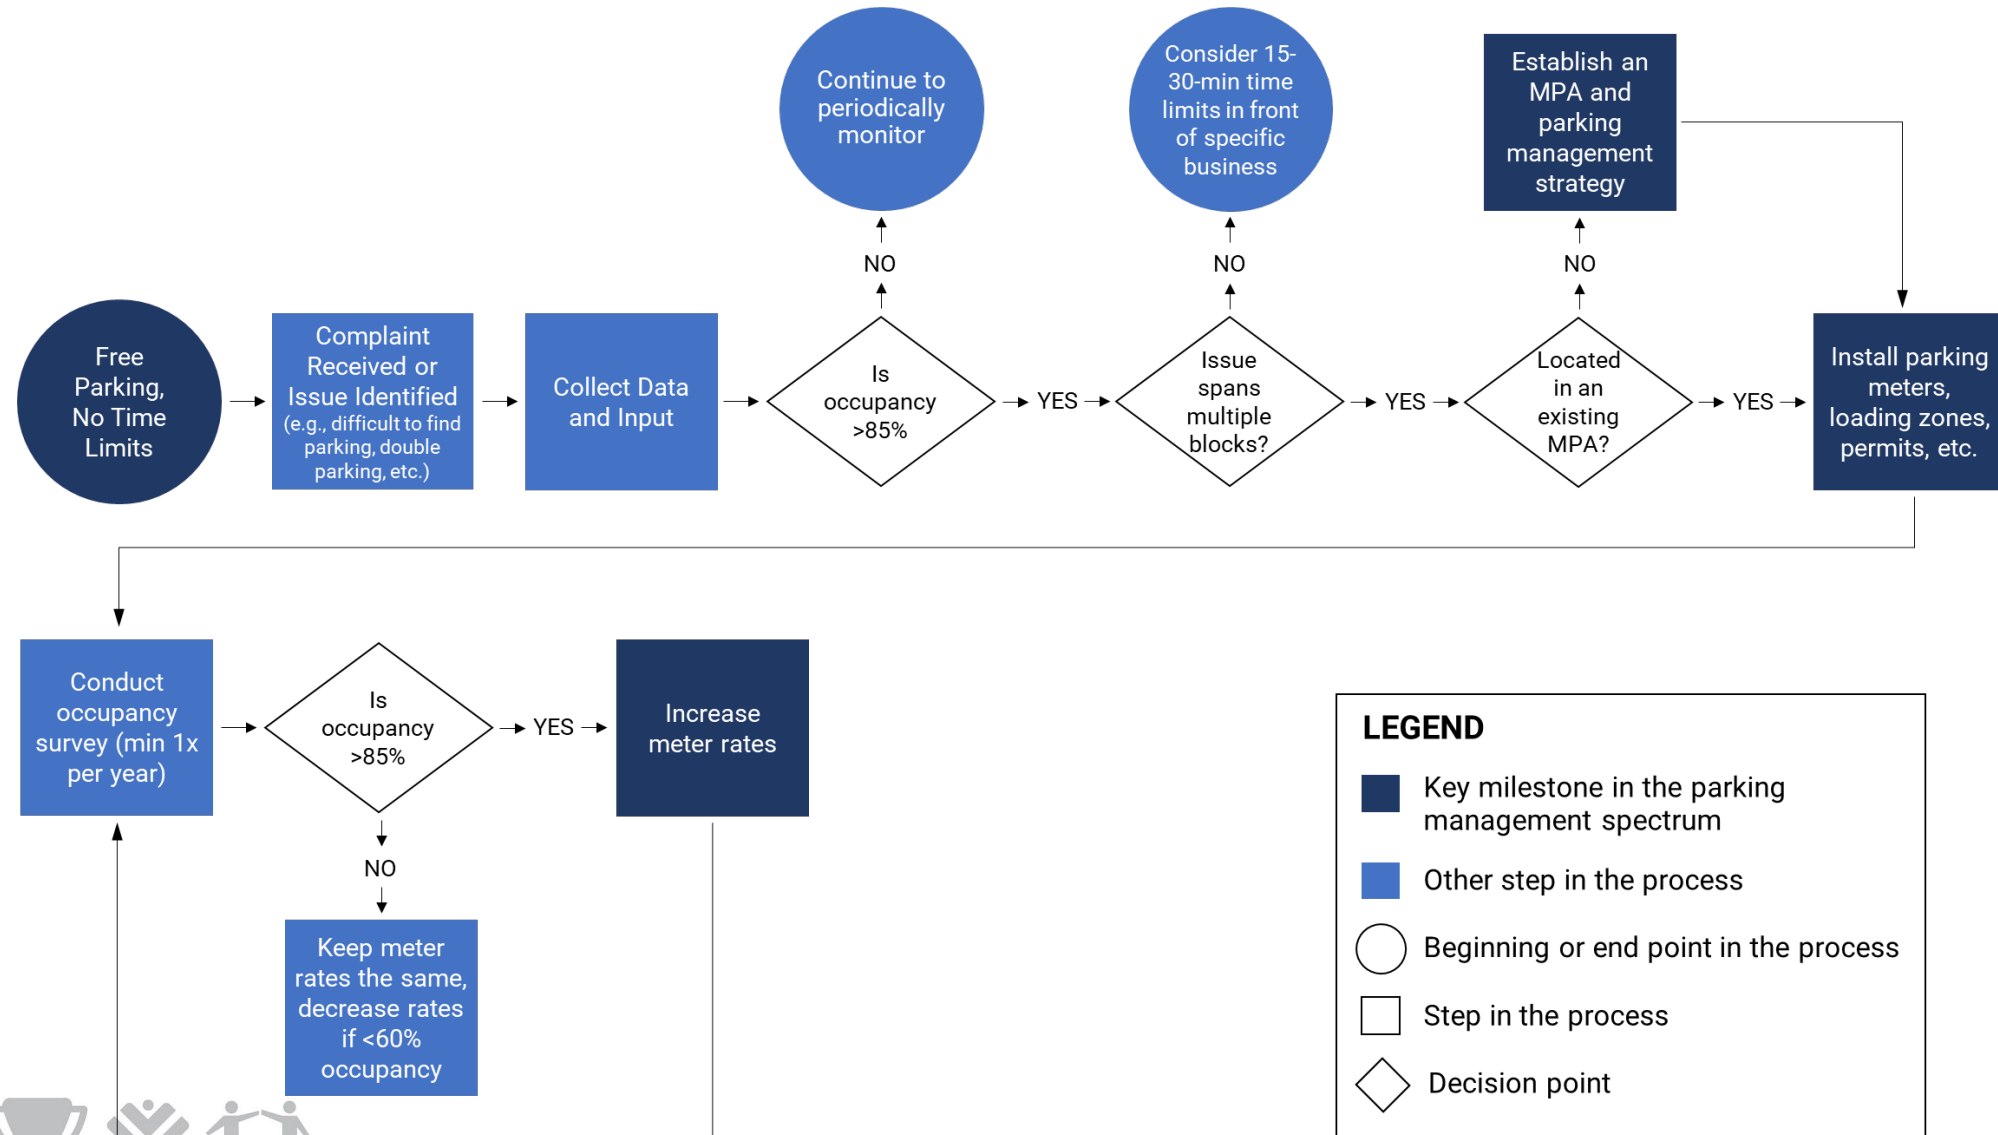 Continue to
periodically
monitor
Consider 15-
30-min time
limits in front
of specific
business
Establish an
MPA and
parking
management
strategy
NO
NO
NO
Free
Parking,
No Time
Limits
Complaint
Received or
Issue Identified
(e.g., difficult to find
parking, double
parking, etc.)
Collect Data
and Input
Is
occupancy
>85%
YES
Issue
spans
multiple
blocks?
YES
Located
in an
existing
MPA?
YES
Install parking
meters,
loading zones,
permits, etc.
Conduct
occupancy
survey (min 1x
per year)
Is
occupancy
>85%
YES
Increase
meter rates
NO
Keep meter
rates the same,
decrease rates
if <60%
occupancy
LEGEND
Key milestone in the parking
management spectrum
Other step in the process
Beginning or end point in the process
Step in the process
Decision point